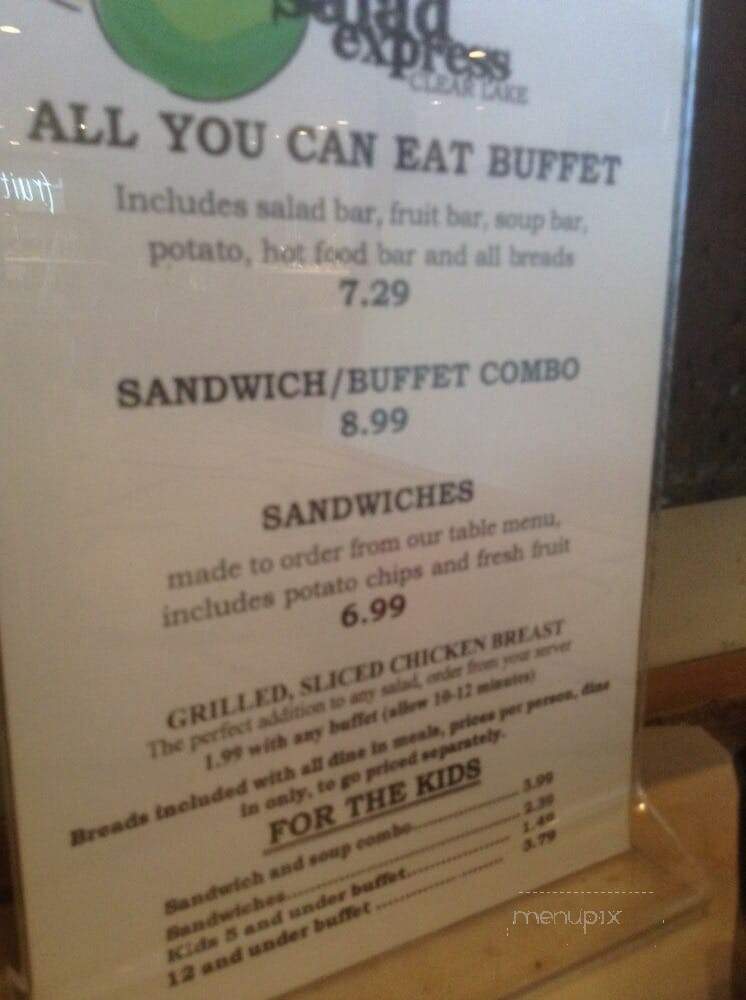 salad
express
CLEAR LAKE
ALL YOU CAN EAT BUFFET
Includes salad bar, fruit bar, soup bar,
potato, hot food bar and all breads
7.29
SANDWICH/BUFFET COMBO
8.99
SANDWICHES
made to order from our table menu,
includes potato chips and fresh fruit
6.99
GRILLED, SLICED CHICKEN BREAST
The perfect addition to any salad, order from your server
1.99 with any buffet (allow 10-12 minutes)
Breads included with all dine in meals, prices per person, dine
in only, to go priced separately.
FOR THE KIDS
Sandwich and soup combo 3.99
Sandwiches
Kids 5 and under buffet 1.49
12 and under buffet 3.79
menupix